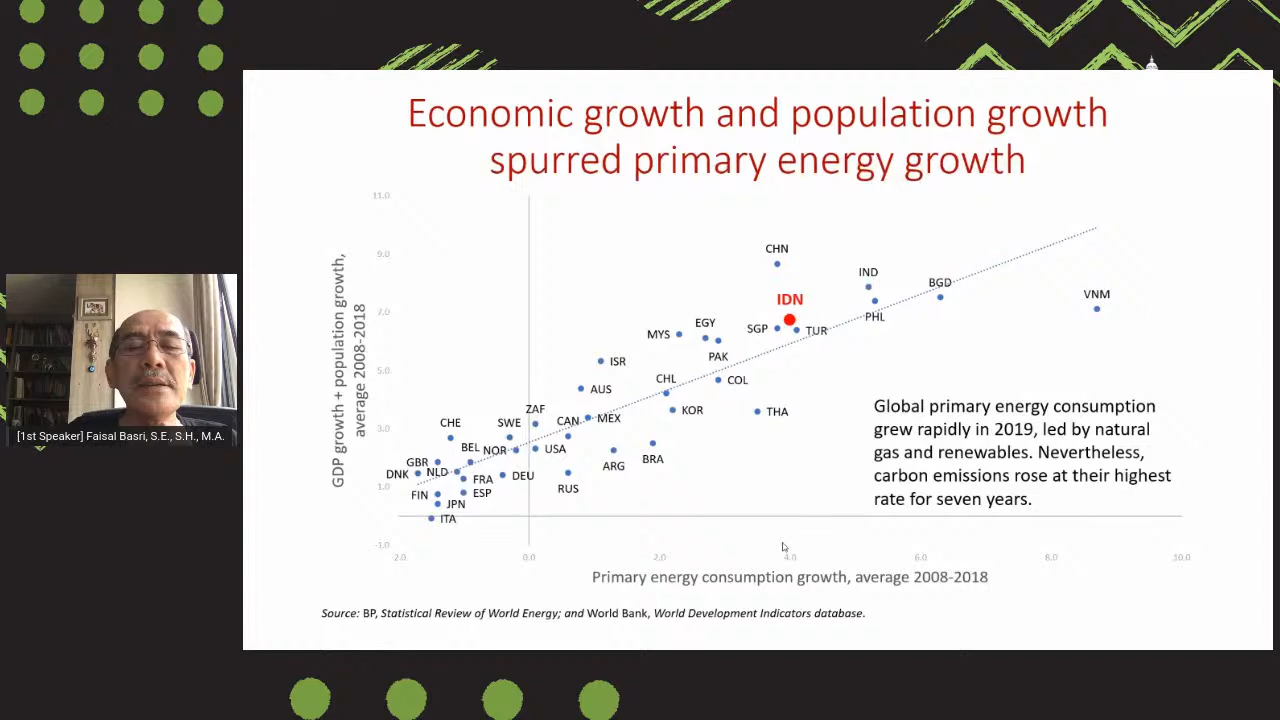 Economic growth and population growth
spurred primary energy growth
GDP growth + population growth,
average 2008-2018
11.0
9.0
7.0
5.0
3.0
1.0
-1.0
CHN
IND
BGD
VNM
IDN
PHL
SGP
TUR
EGY
MYS
PAK
ISR
CHL
COL
AUS
KOR
THA
ZAF
CAN
MEX
CHE
SWE
BEL
NOR
USA
BRA
ARG
GBR
DNK
NLD
FRA
DEU
RUS
FIN
ESP
JPN
ITA
Global primary energy consumption
grew rapidly in 2019, led by natural
gas and renewables. Nevertheless,
carbon emissions rose at their highest
rate for seven years.
2.0
0.0
2.0
4.0
6.0
8.0
10.0
Primary energy consumption growth, average 2008-2018
Source: BP, Statistical Review of World Energy; and World Bank, World Development Indicators database.
[1st Speaker] Faisal Basri, S.E., S.H., M.A.